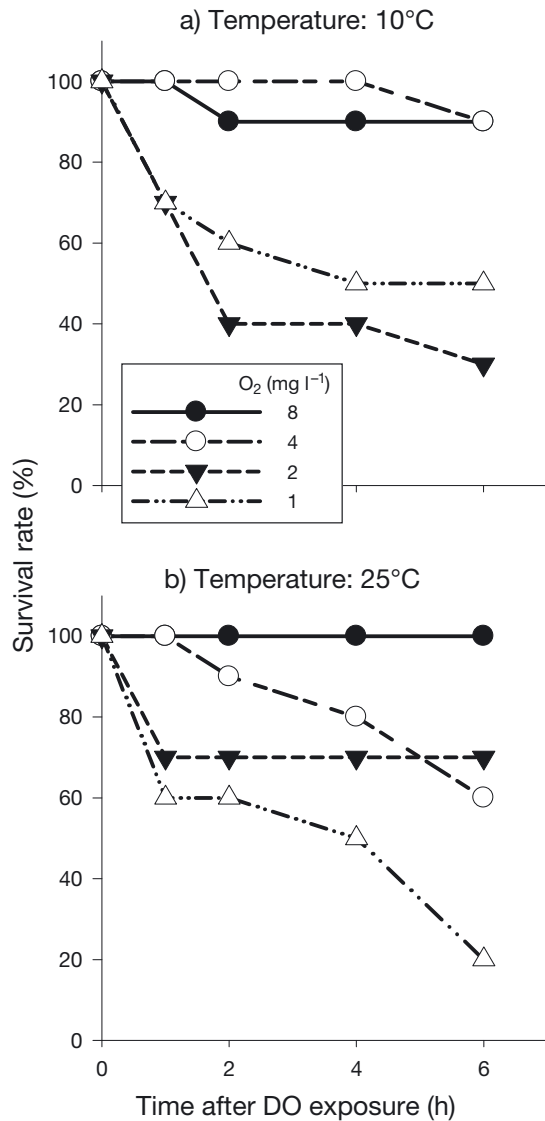 a) Temperature: 10°C
100
80
60
40
20
0
O₂ (mg l⁻¹)
8
4
2
1
Survival rate (%)
b) Temperature: 25°C
100
80
60
40
20
0
0 2 4 6
Time after DO exposure (h)